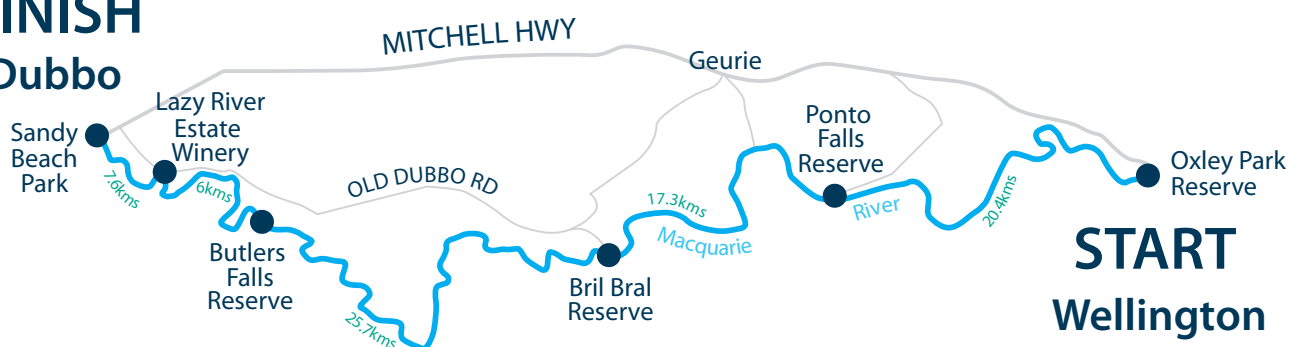 FINISH
Dubbo
MITCHELL HWY
Geurie
Lazy River
Estate
Winery
Sandy
Beach
Park
7.6kms
6kms
OLD DUBBO RD
Ponto
Falls
Reserve
Oxley Park
Reserve
17.3kms
River
20.4kms
Macquarie
Butlers
Falls
Reserve
Bril Bral
Reserve
25.7kms
START
Wellington